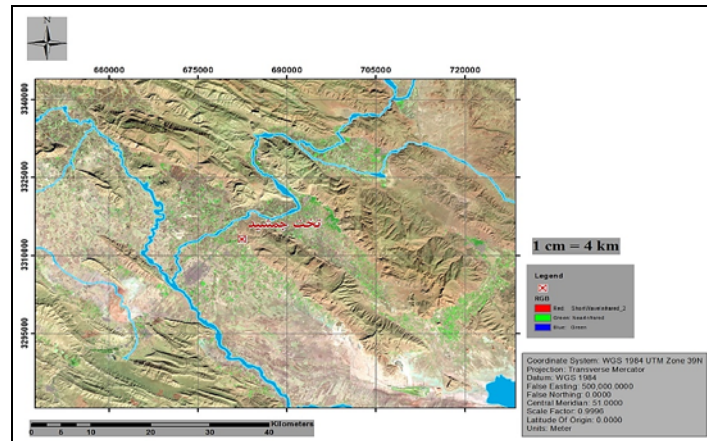 N
660000 675000 690000 705000 720000
3340000
3325000
3310000
3295000
تخت جمشید
1 cm = 4 km
Legend
RGB
Red: ShortWaveInfrared_2
Green: NearInfrared
Blue: Green
Coordinate System: WGS 1984 UTM Zone 39N
Projection: Transverse Mercator
Datum: WGS 1984
False Easting: 500,000.0000
False Northing: 0.0000
Central Meridian: 51.0000
Scale Factor: 0.9996
Latitude Of Origin: 0.0000
Units: Meter
Kilometers
0 5 10 20 30 40